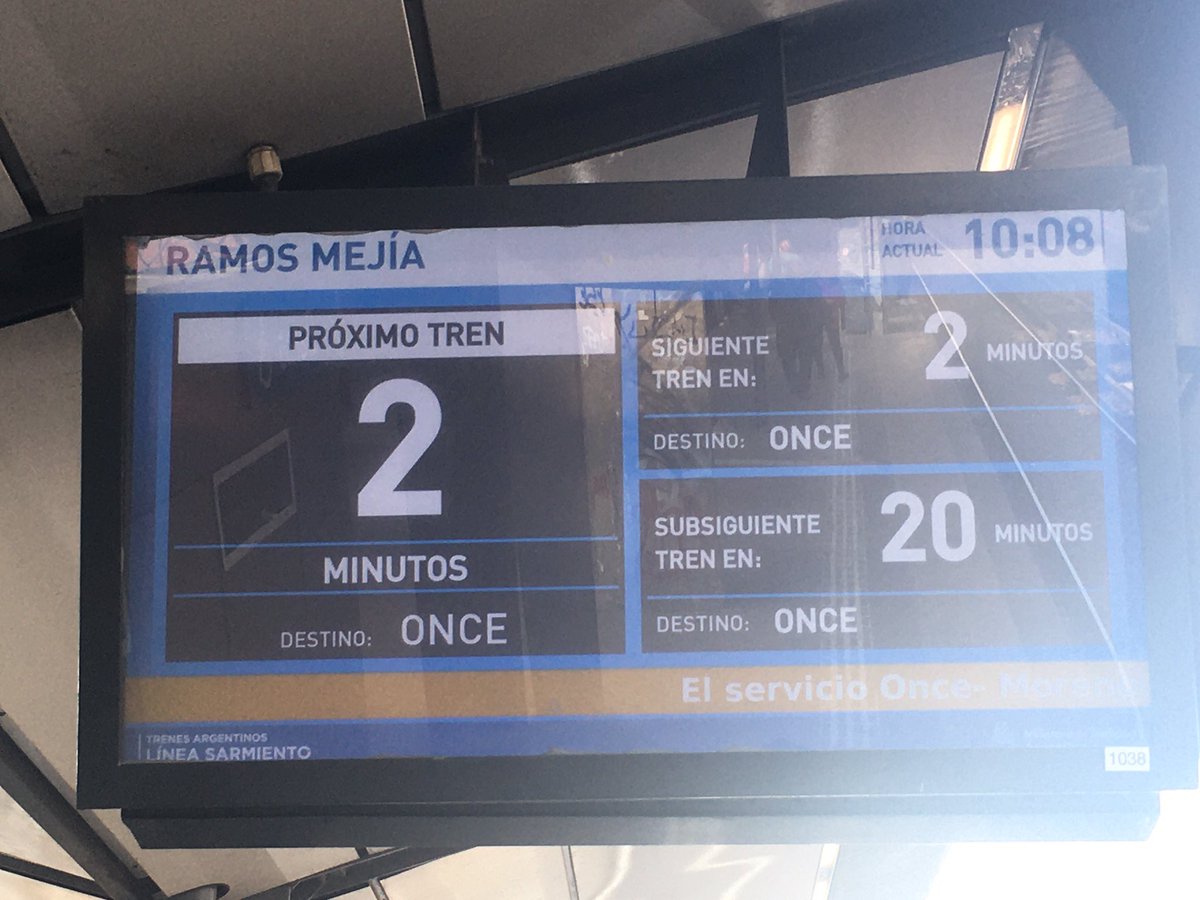 RAMOS MEJÍA
HORA
ACTUAL
10:08
PRÓXIMO TREN
2
MINUTOS
DESTINO: ONCE
SIGUIENTE
TREN EN:
2 MINUTOS
DESTINO: ONCE
SUBSIGUIENTE
TREN EN:
20 MINUTOS
DESTINO: ONCE
El servicio Once- Moreno
TRENES ARGENTINOS
LÍNEA SARMIENTO
1038